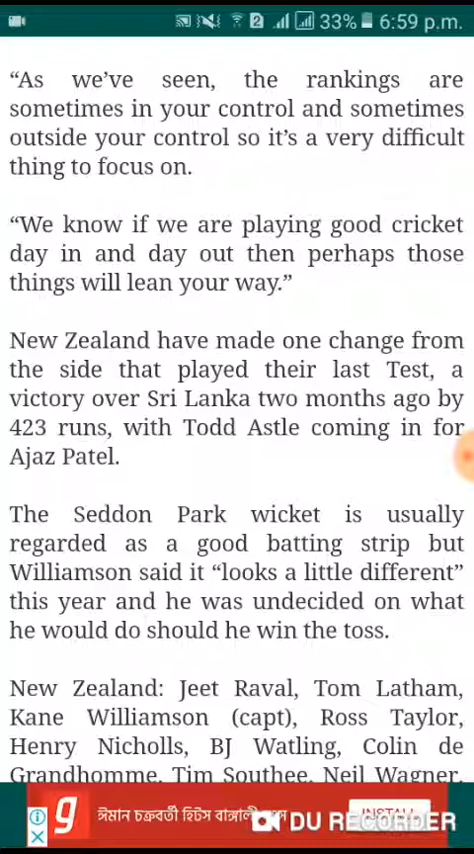 2 33% 6:59 p.m.
“As we’ve seen, the rankings are
sometimes in your control and sometimes
outside your control so it’s a very difficult
thing to focus on.
“We know if we are playing good cricket
day in and day out then perhaps those
things will lean your way.”
New Zealand have made one change from
the side that played their last Test, a
victory over Sri Lanka two months ago by
423 runs, with Todd Astle coming in for
Ajaz Patel.
The Seddon Park wicket is usually
regarded as a good batting strip but
Williamson said it “looks a little different”
this year and he was undecided on what
he would do should he win the toss.
New Zealand: Jeet Raval, Tom Latham,
Kane Williamson (capt), Ross Taylor,
Henry Nicholls, BJ Watling, Colin de
Grandhomme, Tim Southee, Neil Wagner,
g ঈমান চক্রবর্তী হিটস INSTALL
DU RECORDER